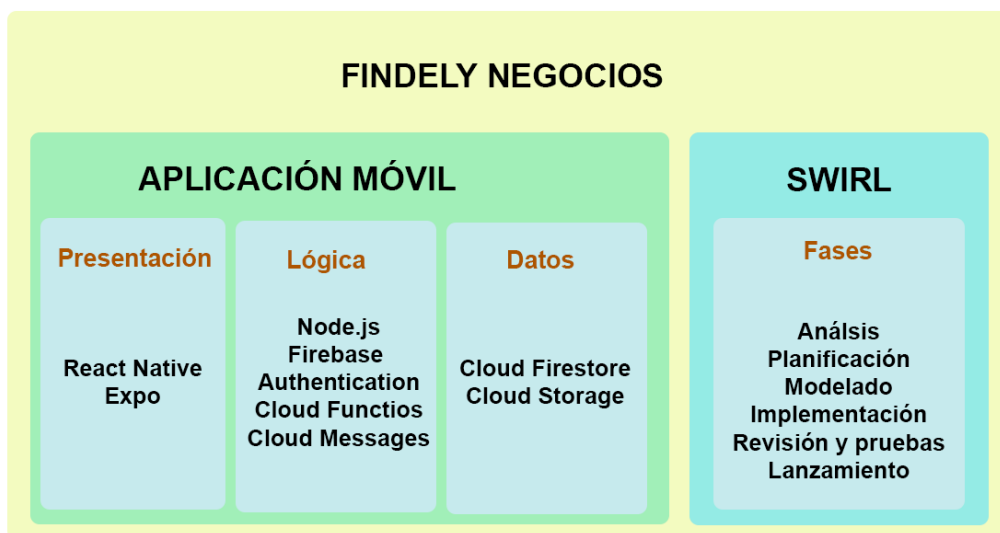 FINDELY NEGOCIOS
APLICACIÓN MÓVIL
Presentación
React Native
Expo
Lógica
Node.js
Firebase
Authentication
Cloud Functios
Cloud Messages
Datos
Cloud Firestore
Cloud Storage
SWIRL
Fases
Análsis
Planificación
Modelado
Implementación
Revisión y pruebas
Lanzamiento